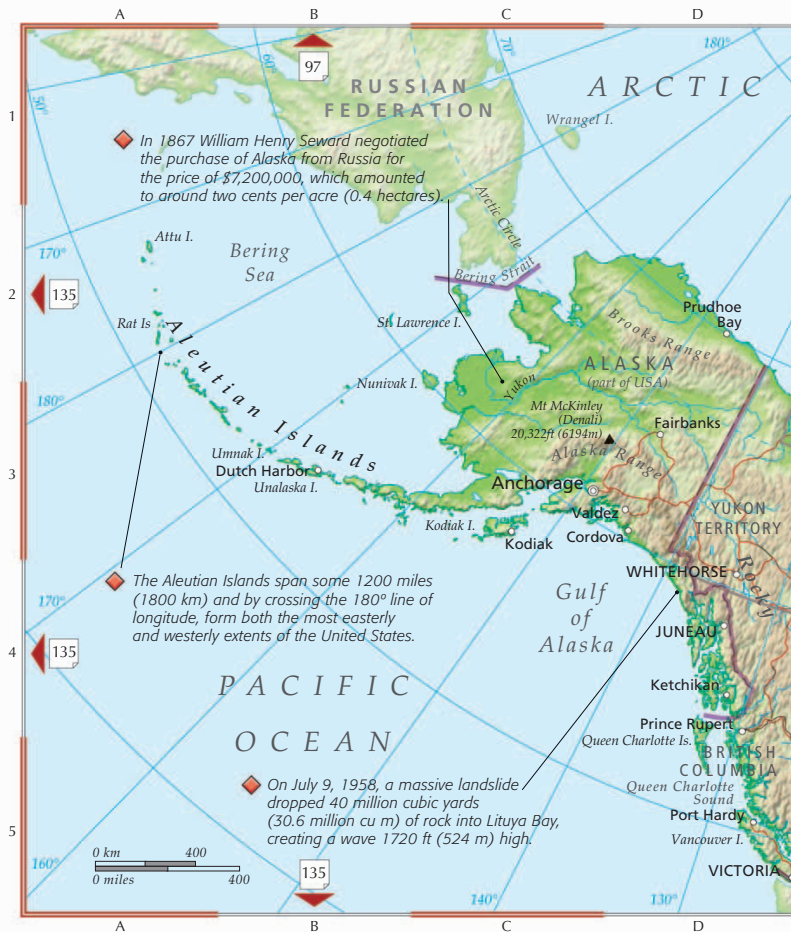 A
B
C
D
180°
70°
97
60°
50°
ARCTIC
RUSSIAN
FEDERATION
1
Wrangel I.
In 1867 William Henry Seward negotiated
the purchase of Alaska from Russia for
the price of $7,200,000, which amounted
to around two cents per acre (0.4 hectares).
Arctic Circle
170°
Attu I.
Bering
Sea
Bering Strait
2
135
Prudhoe
Bay
Rat Is
St. Lawrence I.
Brooks Range
Aleutian Islands
ALASKA
(part of USA)
Nunivak I.
Yukon
180°
Mt McKinley
(Denali)
20,322ft (6194m)
Fairbanks
Alaska Range
Umnak I.
Dutch Harbor
3
Unalaska I.
Anchorage
Valdez
YUKON
TERRITORY
Kodiak I.
Kodiak
Cordova
WHITEHORSE
Rocky
The Aleutian Islands span some 1200 miles
(1800 km) and by crossing the 180º line of
longitude, form both the most easterly
and westerly extents of the United States.
170°
Gulf
of
Alaska
JUNEAU
4
135
Ketchikan
PACIFIC
OCEAN
Prince Rupert
Queen Charlotte Is.
BRITISH
COLUMBIA
On July 9, 1958, a massive landslide
dropped 40 million cubic yards
(30.6 million cu m) of rock into Lituya Bay,
creating a wave 1720 ft (524 m) high.
Queen Charlotte
Sound
Port Hardy
5
Vancouver I.
0 km 400
0 miles 400
160°
135
VICTORIA
140°
130°
A
B
C
D